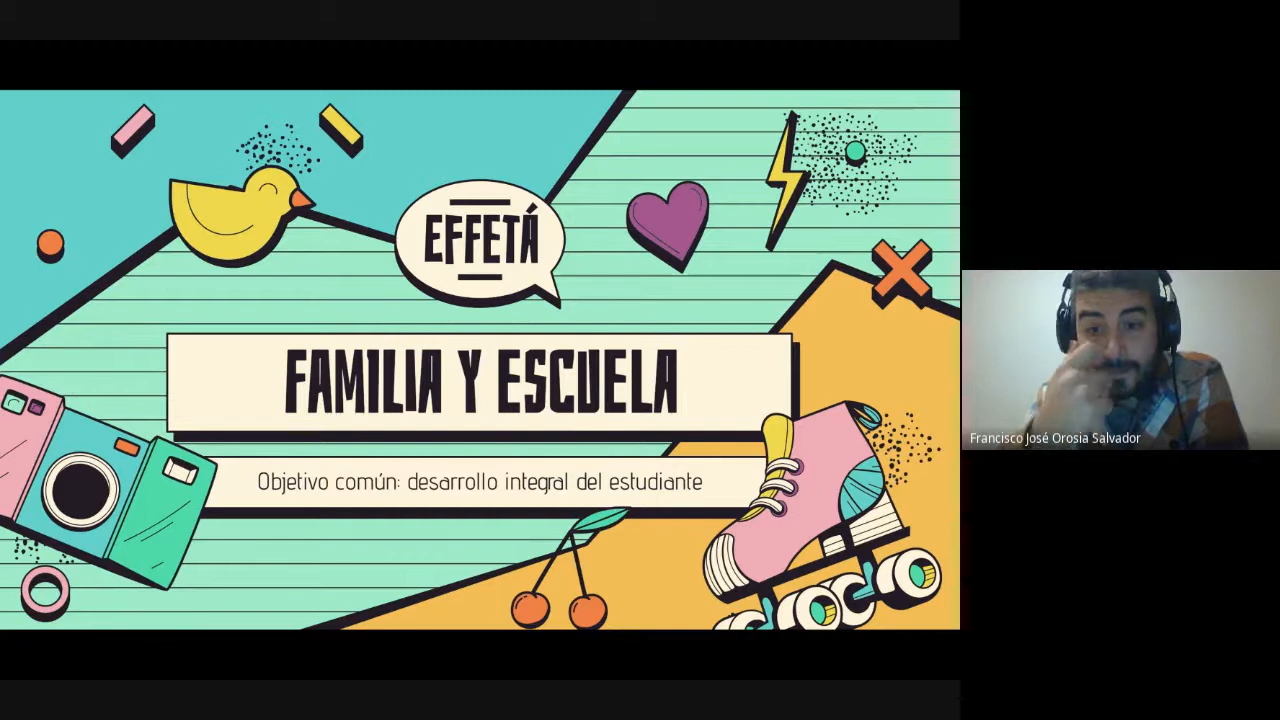 EFFETÁ
FAMILIA Y ESCUELA
Objetivo común: desarrollo integral del estudiante
Francisco José Orosia Salvador